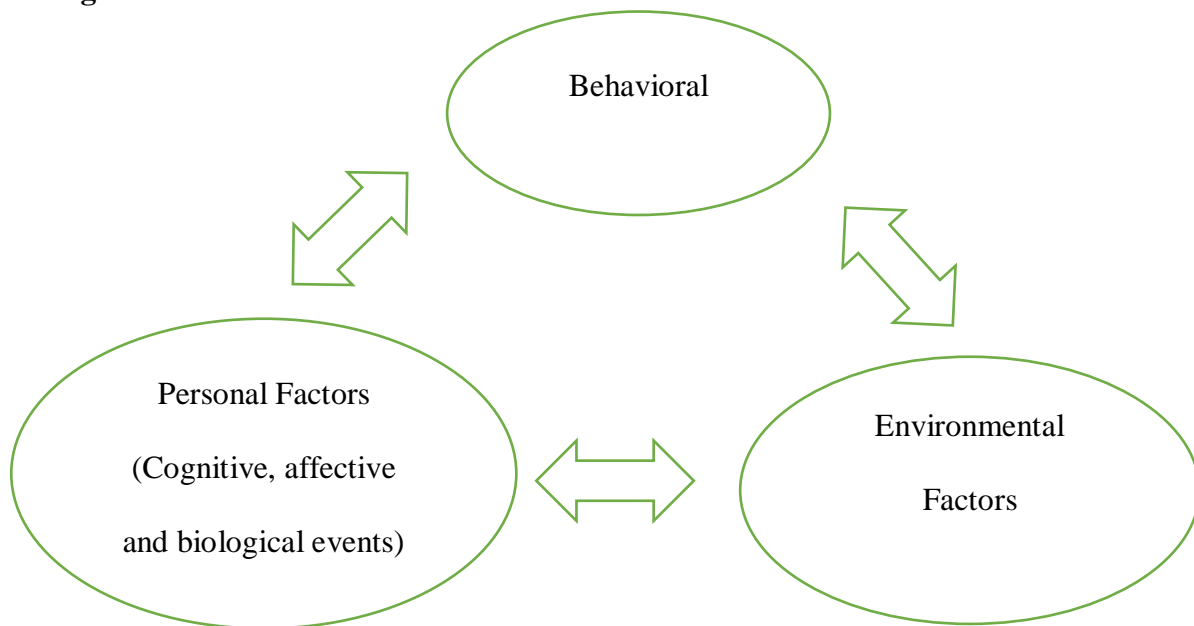 Behavioral
Personal Factors
(Cognitive, affective
and biological events)
Environmental
Factors